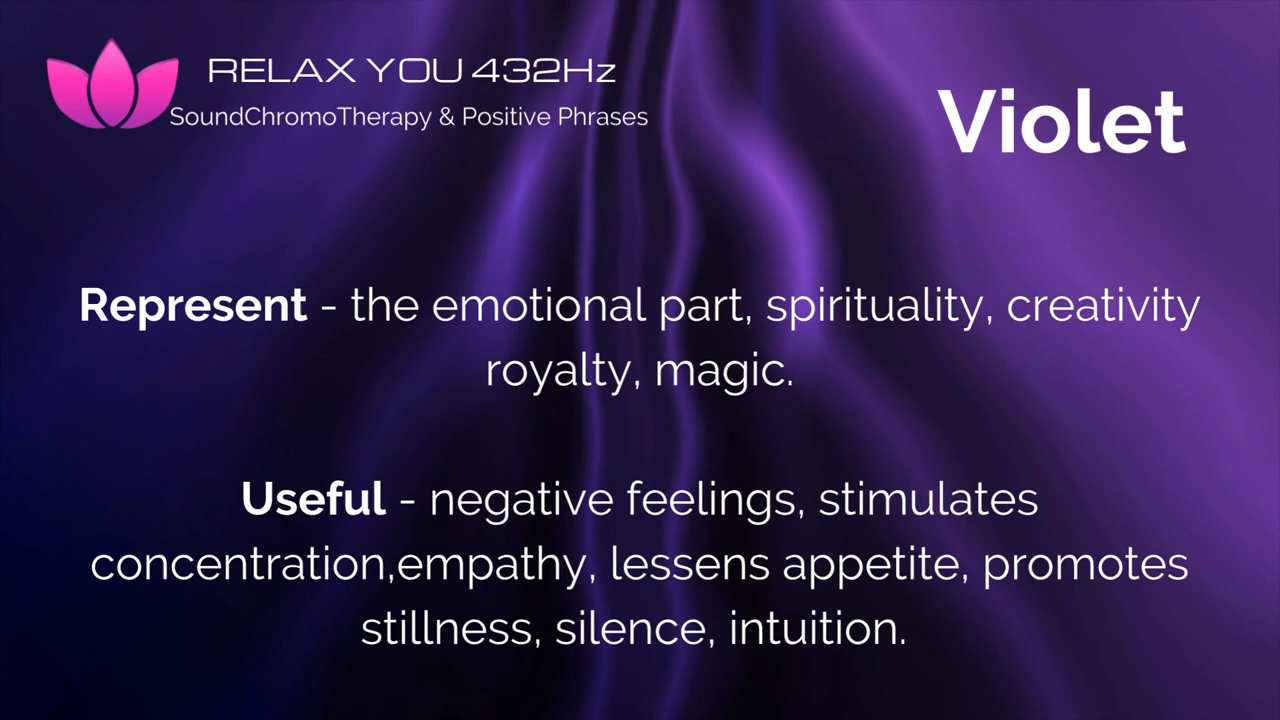 RELAX YOU 432Hz
SoundChromoTherapy & Positive Phrases
Violet
Represent - the emotional part, spirituality, creativity
royalty, magic.
Useful - negative feelings, stimulates
concentration,empathy, lessens appetite, promotes
stillness, silence, intuition.